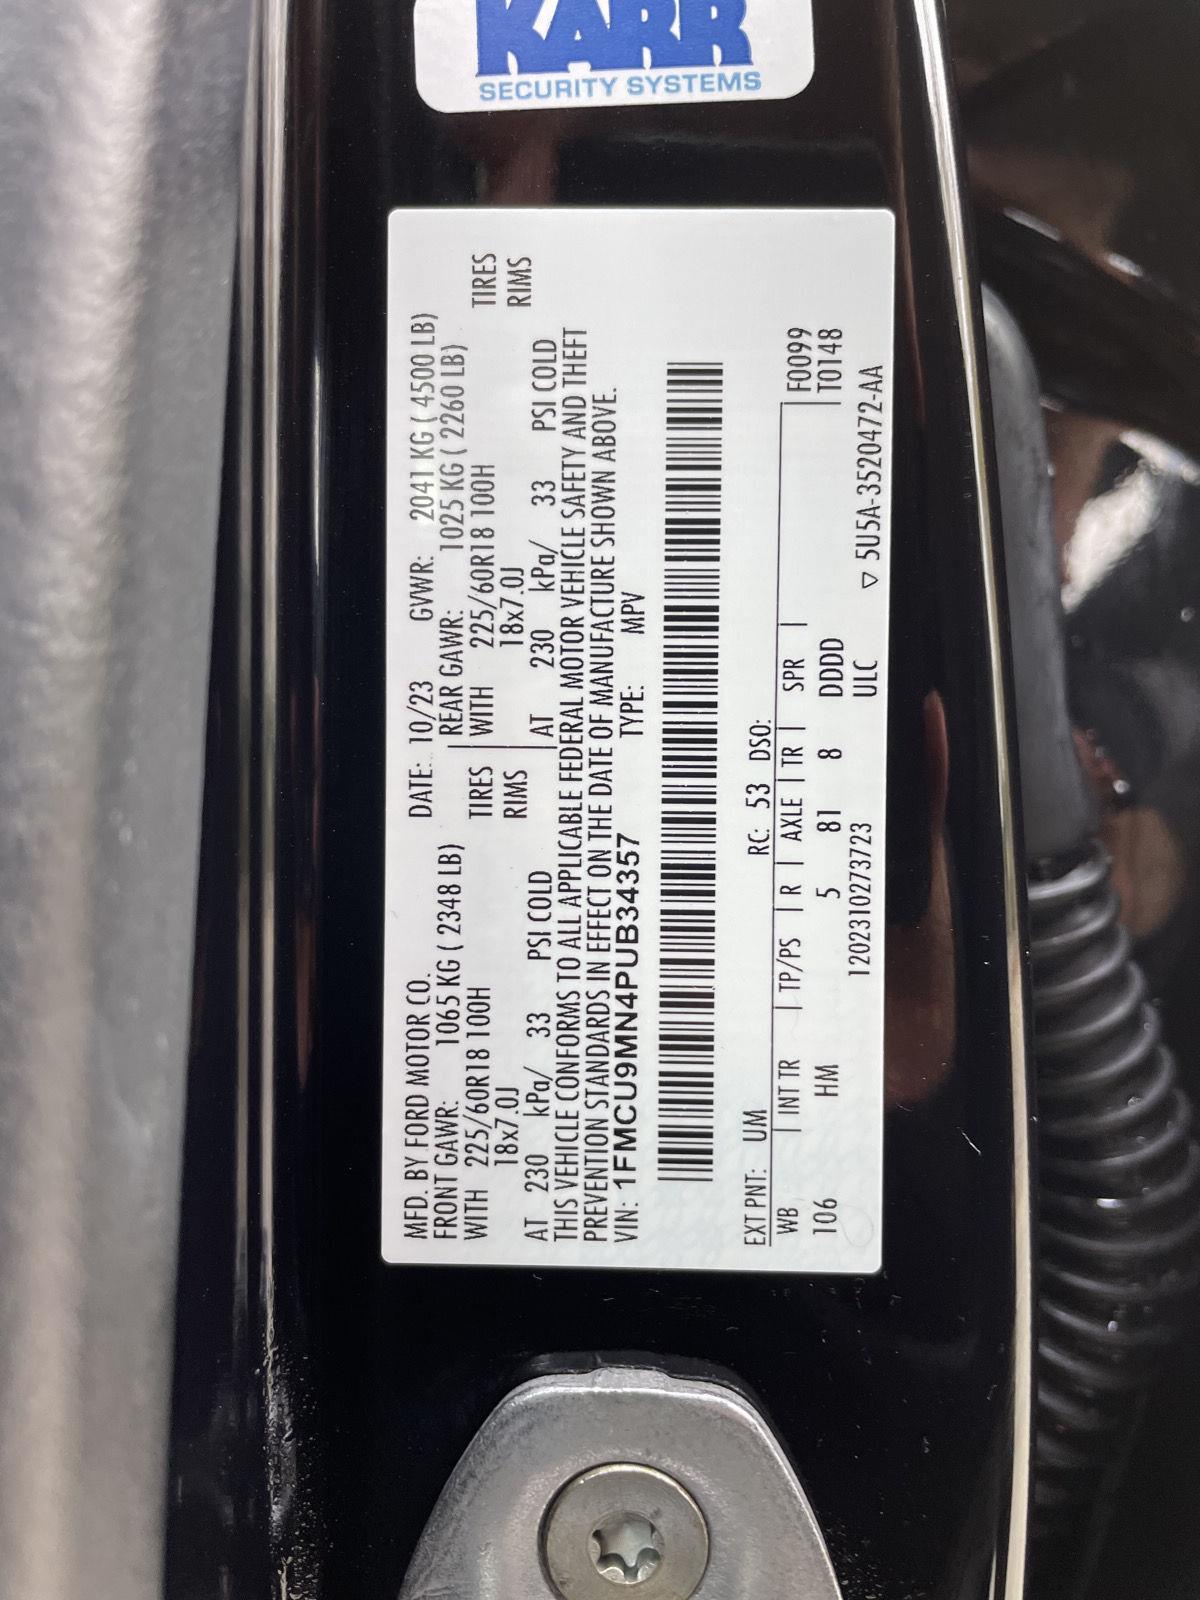 KARR
SECURITY SYSTEMS
MFD. BY FORD MOTOR CO. DATE: 10/23 GVWR: 2041 KG ( 4500 LB)
FRONT GAWR: 1065 KG ( 2348 LB) REAR GAWR: 1025 KG ( 2260 LB)
WITH 225/60R18 100H TIRES WITH 225/60R18 100H TIRES
18x7.0J RIMS 18x7.0J RIMS
AT 230 kPa/ 33 PSI COLD AT 230 kPa/ 33 PSI COLD
THIS VEHICLE CONFORMS TO ALL APPLICABLE FEDERAL MOTOR VEHICLE SAFETY AND THEFT
PREVENTION STANDARDS IN EFFECT ON THE DATE OF MANUFACTURE SHOWN ABOVE.
VIN: 1FMCU9MN4PUB34357 TYPE: MPV
EXT PNT: UM RC: 53 DSO:
WB INT TR TP/PS R AXLE TR SPR F0099
106 HM 5 81 8 DDDD T0148
1202310273723 ULC ▽ 5U5A-3520472-AA